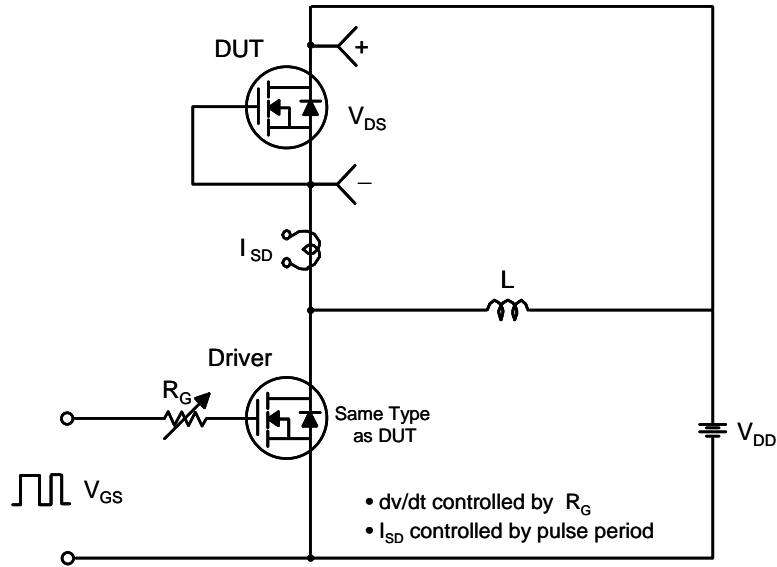 DUT
+
V_DS
−
I_SD
L
Driver
R_G
Same Type
as DUT
V_DD
V_GS
• dv/dt controlled by R_G
• I_SD controlled by pulse period